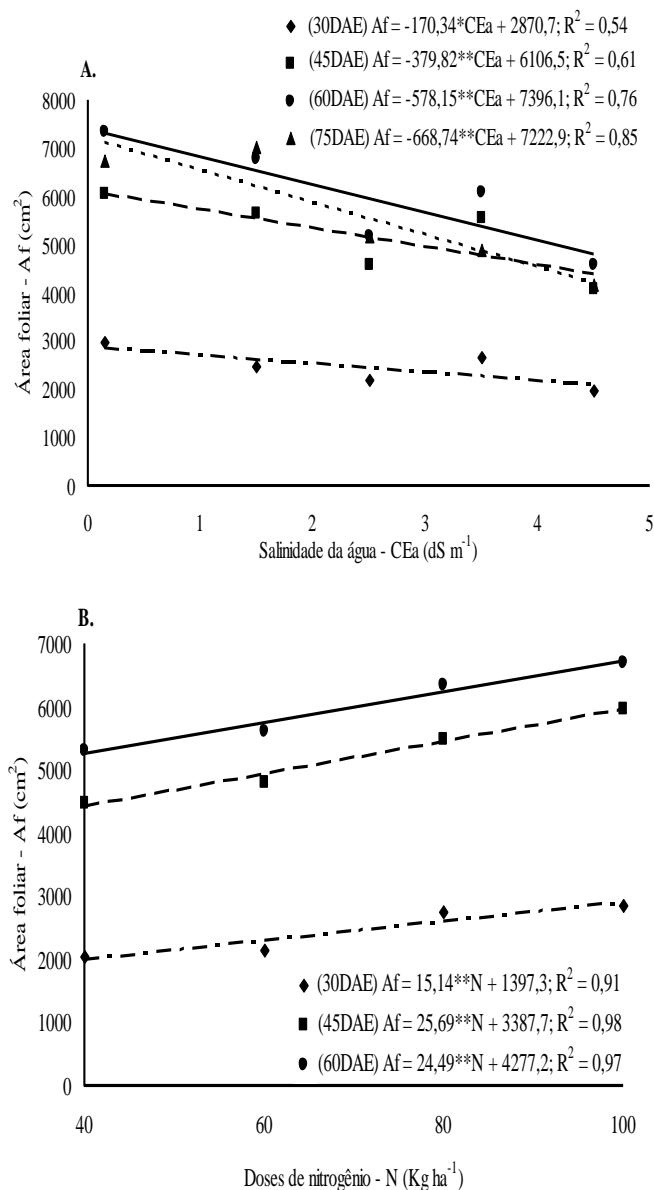 (30DAE) Af = -170,34*CEa + 2870,7; R² = 0,54
A.
(45DAE) Af = -379,82**CEa + 6106,5; R² = 0,61
(60DAE) Af = -578,15**CEa + 7396,1; R² = 0,76
(75DAE) Af = -668,74**CEa + 7222,9; R² = 0,85
8000
7000
6000
5000
4000
3000
2000
1000
0
Área foliar - Af (cm²)
0 1 2 3 4 5
Salinidade da água - CEa (dS m⁻¹)
B.
7000
6000
5000
4000
3000
2000
1000
0
Área foliar - Af (cm²)
(30DAE) Af = 15,14**N + 1397,3; R² = 0,91
(45DAE) Af = 25,69**N + 3387,7; R² = 0,98
(60DAE) Af = 24,49**N + 4277,2; R² = 0,97
40 60 80 100
Doses de nitrogênio - N (Kg ha⁻¹)